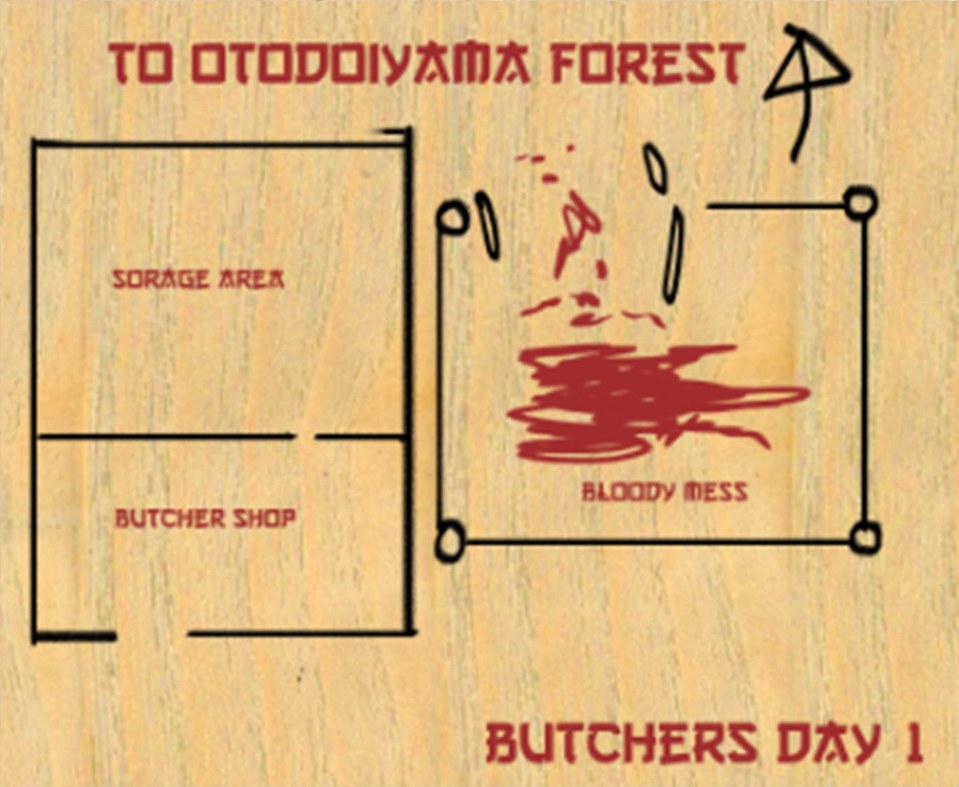 TO OTODOIYAMA FOREST
SORAGE AREA
BLOODY MESS
BUTCHER SHOP
BUTCHERS DAY 1